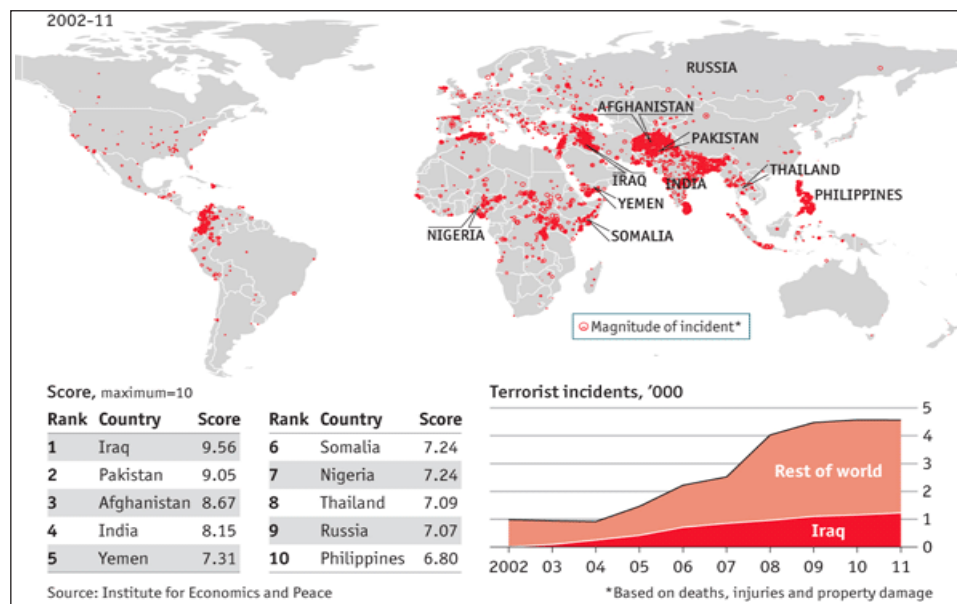 2002-11
RUSSIA
AFGHANISTAN
PAKISTAN
THAILAND
IRAQ
INDIA
PHILIPPINES
YEMEN
NIGERIA
SOMALIA
Magnitude of incident*
Score, maximum=10
Rank Country Score
1 Iraq 9.56
2 Pakistan 9.05
3 Afghanistan 8.67
4 India 8.15
5 Yemen 7.31
Rank Country Score
6 Somalia 7.24
7 Nigeria 7.24
8 Thailand 7.09
9 Russia 7.07
10 Philippines 6.80
Terrorist incidents, ’000
5
4
Rest of world
3
2
1
Iraq
0
2002 03 04 05 06 07 08 09 10 11
Source: Institute for Economics and Peace
*Based on deaths, injuries and property damage